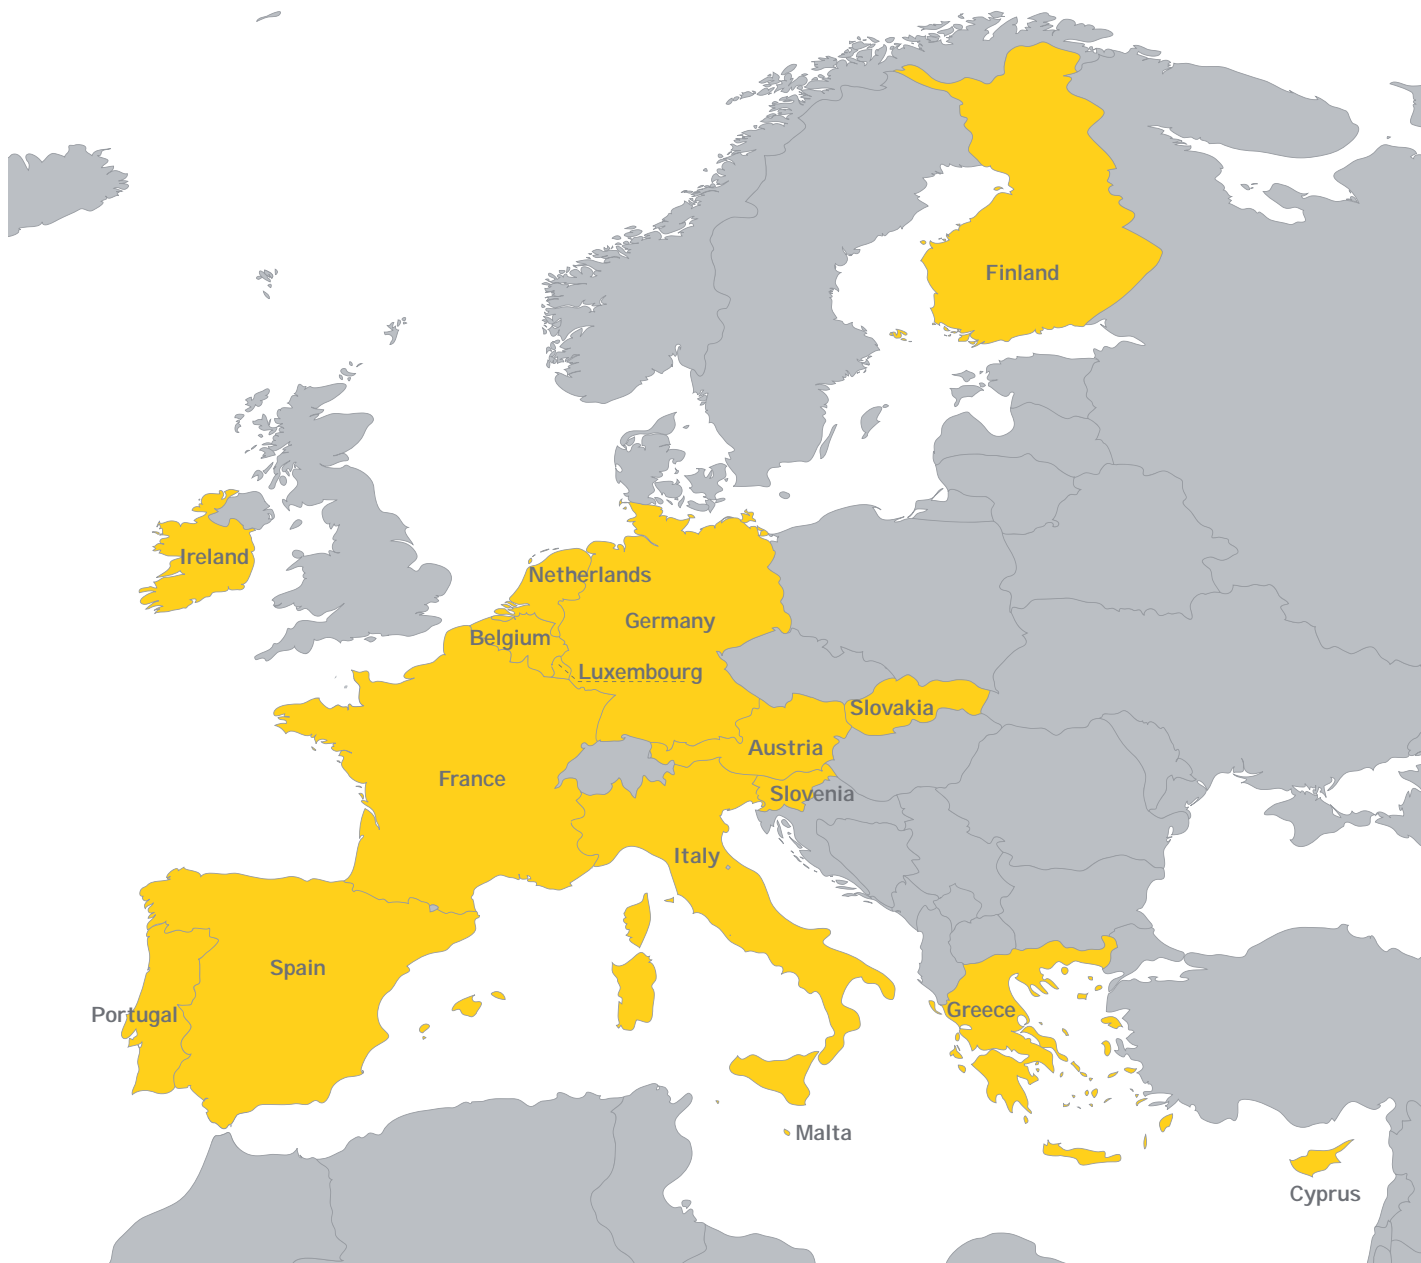 Finland
Ireland
Netherlands
Germany
Belgium
Luxembourg
Slovakia
Austria
France
Slovenia
Italy
Spain
Portugal
Greece
Malta
Cyprus